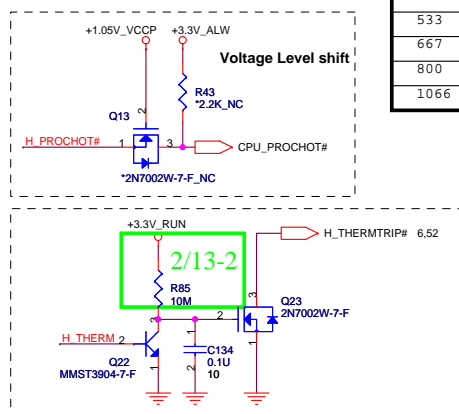 533
667
800
1066
+1.05V_VCCP
+3.3V_ALW
Voltage Level shift
R43
*2.2K_NC
Q13
2
H_PROCHOT#
1
3
CPU_PROCHOT#
*2N7002W-7-F_NC
+3.3V_RUN
H_THERMTRIP# 6,52
2/13-2
R85
10M
Q23
2N7002W-7-F
3
3
2
1
H_THERM
2
C134
0.1U
10
1
2
1
Q22
MMST3904-7-F